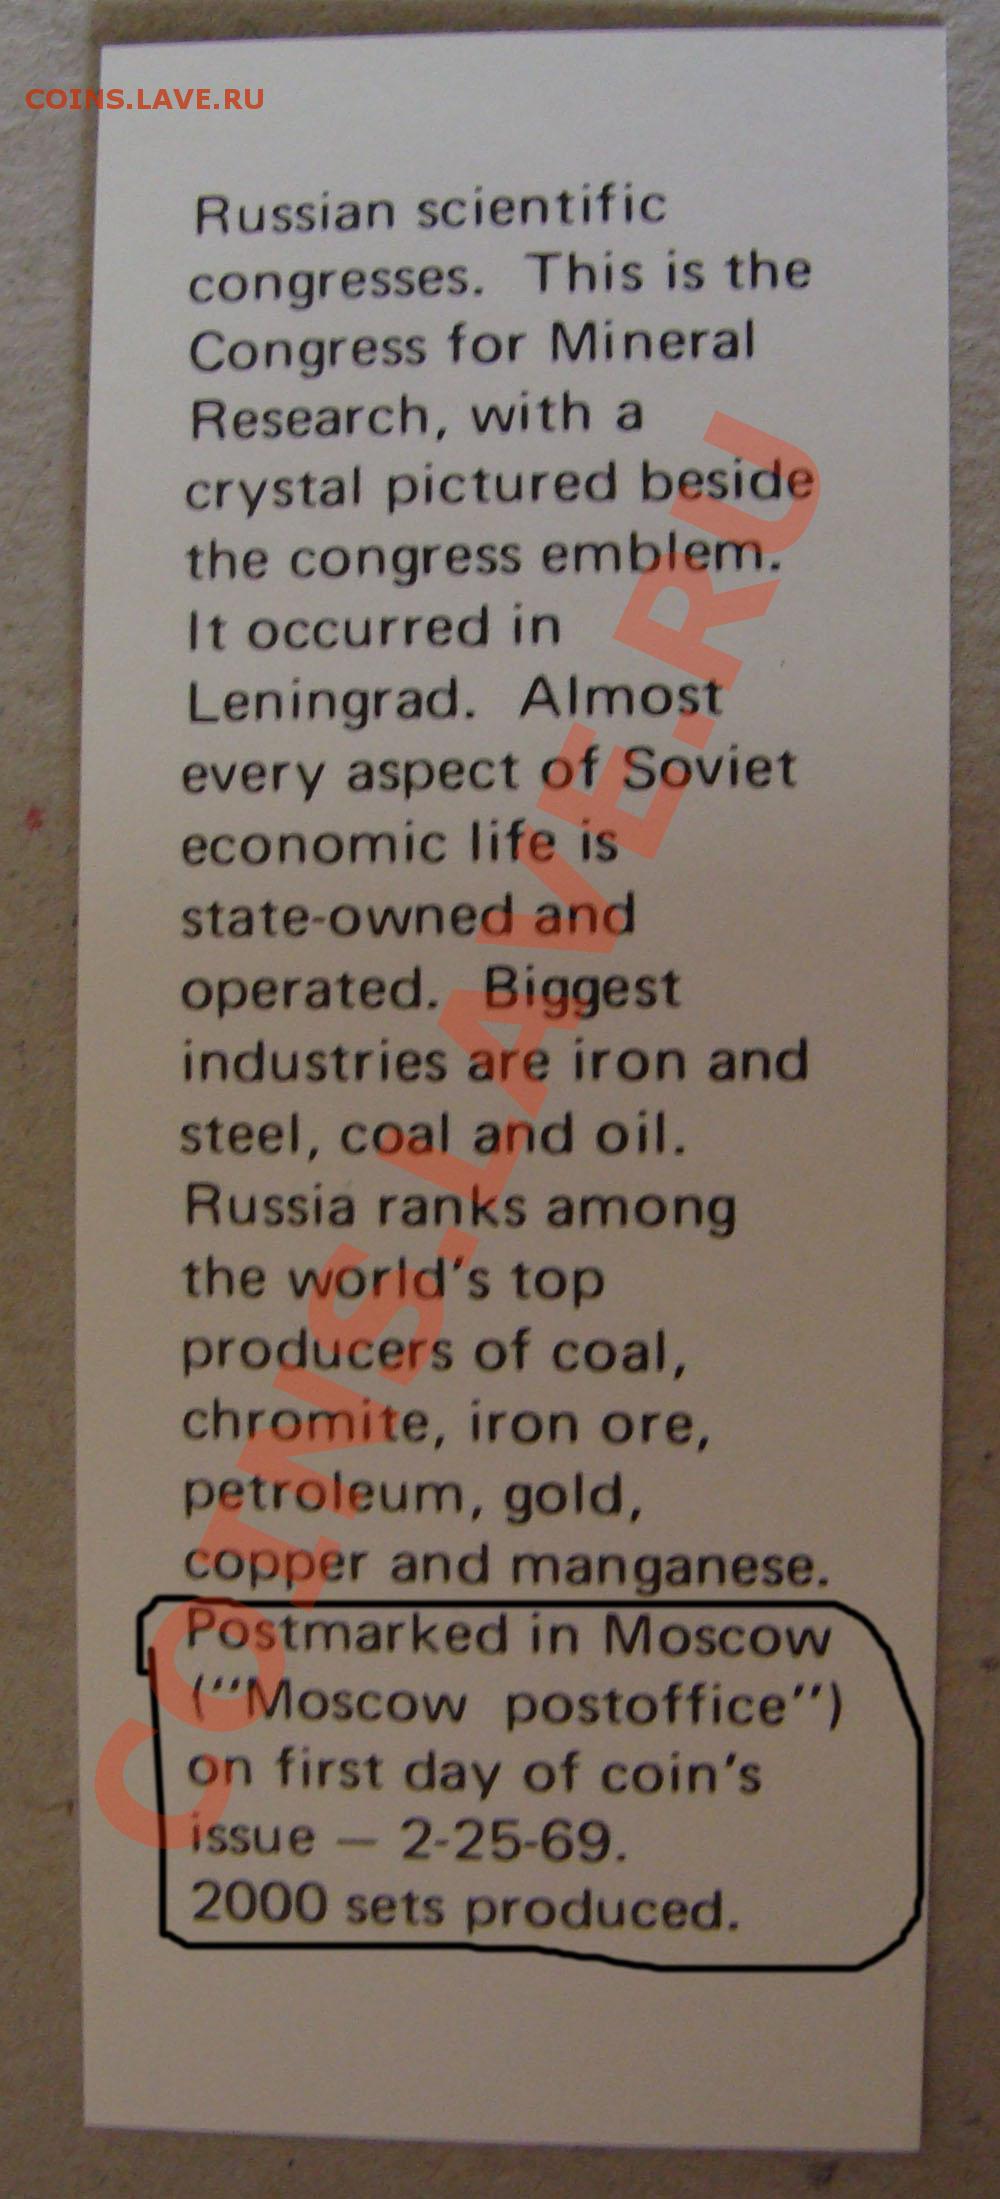 COINS.LAVE.RU
Russian scientific
congresses. This is the
Congress for Mineral
Research, with a
crystal pictured beside
the congress emblem.
It occurred in
Leningrad. Almost
every aspect of Soviet
economic life is
state-owned and
operated. Biggest
industries are iron and
steel, coal and oil.
Russia ranks among
the world's top
producers of coal,
chromite, iron ore,
petroleum, gold,
copper and manganese.
Postmarked in Moscow
("Moscow postoffice")
on first day of coin's
issue — 2-25-69.
2000 sets produced.
COINS.LAVE.RU